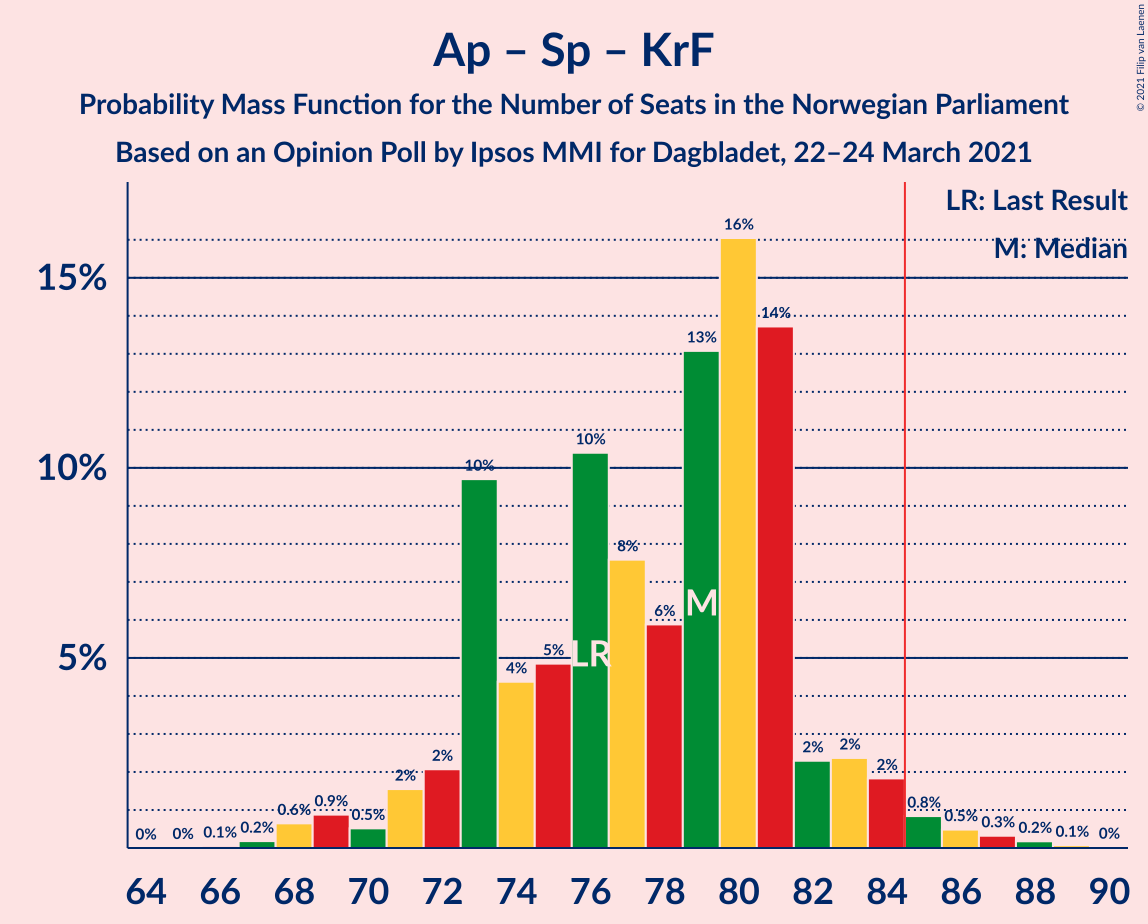 Ap – Sp – KrF
Probability Mass Function for the Number of Seats in the Norwegian Parliament
Based on an Opinion Poll by Ipsos MMI for Dagbladet, 22–24 March 2021
© 2021 Filip van Laenen
LR: Last Result
M: Median
15%
10%
5%
0% 0% 0.1% 0.2% 0.6% 0.9% 0.5% 2% 2% 10% 4% 5% 10% 8% 6% 13% 16% 14% 2% 2% 2% 0.8% 0.5% 0.3% 0.2% 0.1% 0%
LR
M
64 66 68 70 72 74 76 78 80 82 84 86 88 90